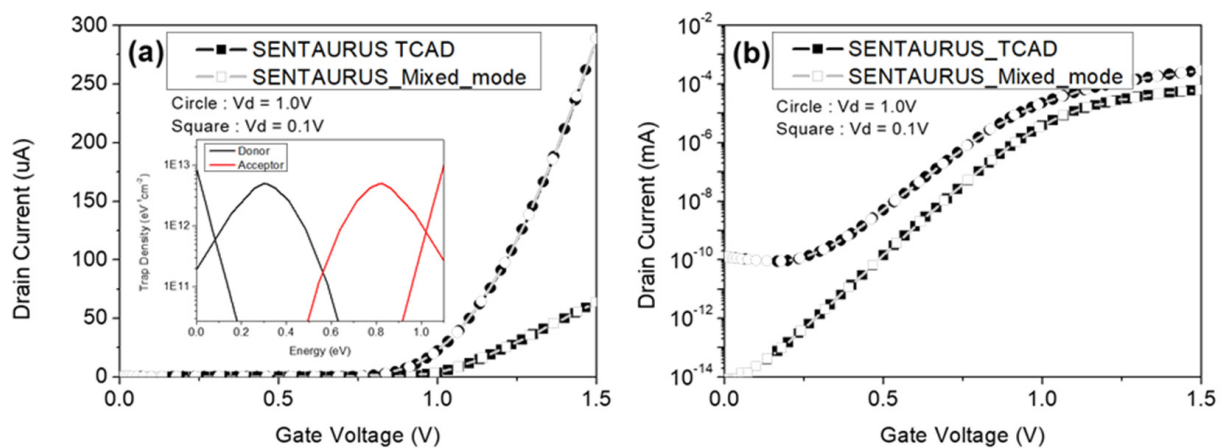 (a)
SENTAURUS TCAD
SENTAURUS_Mixed_mode
Circle : Vd = 1.0V
Square : Vd = 0.1V
Donor
Acceptor
1E13
1E12
1E11
Trap Density (eV⁻¹cm⁻²)
0.0 0.2 0.4 0.6 0.8 1.0
Energy (eV)
300
250
200
150
100
50
0
Drain Current (uA)
0.0 0.5 1.0 1.5
Gate Voltage (V)
(b)
SENTAURUS_TCAD
SENTAURUS_Mixed_mode
Circle : Vd = 1.0V
Square : Vd = 0.1V
10⁻²
10⁻⁴
10⁻⁶
10⁻⁸
10⁻¹⁰
10⁻¹²
10⁻¹⁴
Drain Current (mA)
0.0 0.5 1.0 1.5
Gate Voltage (V)